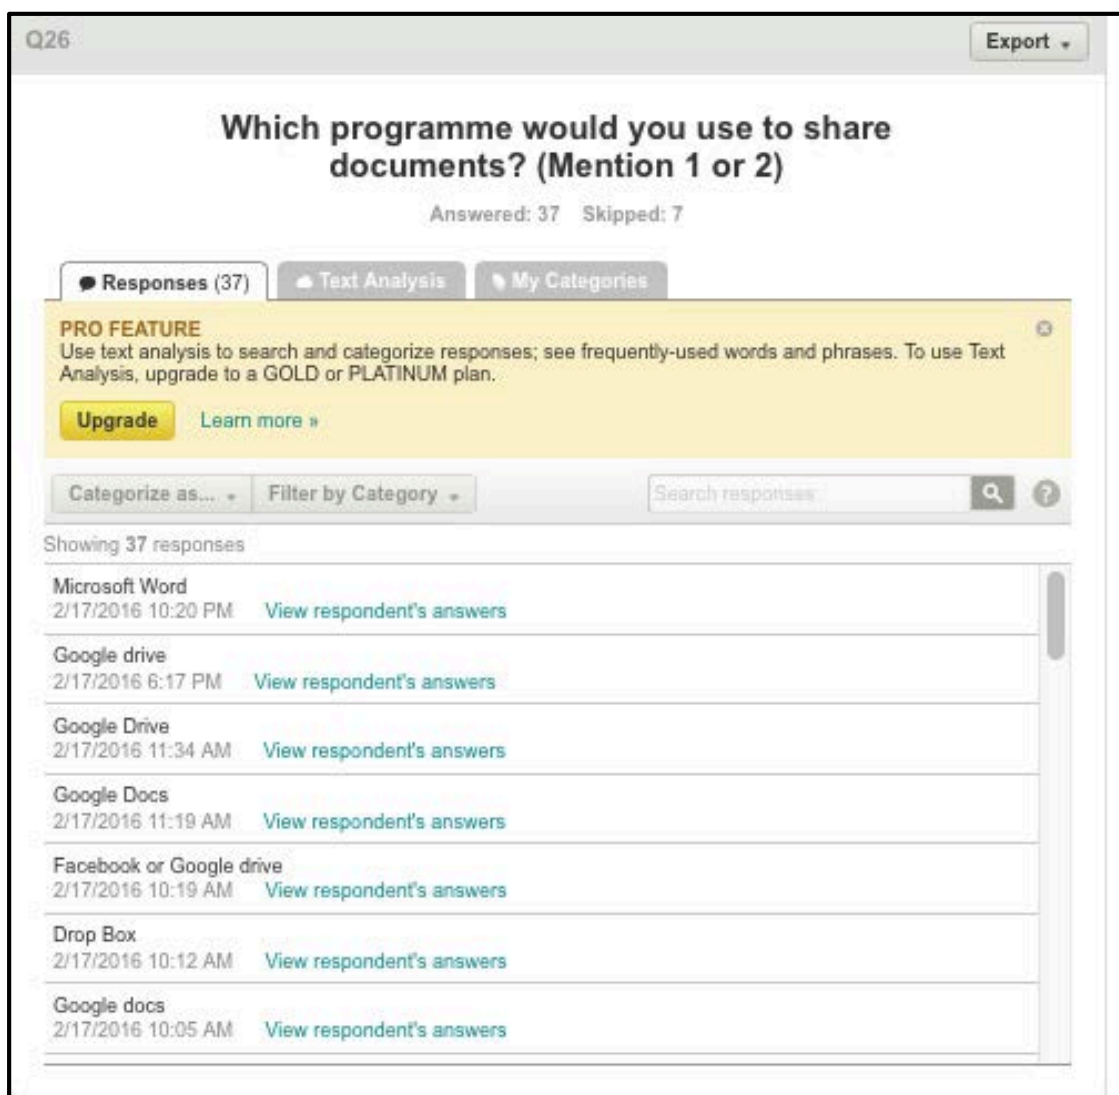 Q26
Export
Which programme would you use to share
documents? (Mention 1 or 2)
Answered: 37 Skipped: 7
Responses (37)
Text Analysis
My Categories
PRO FEATURE
Use text analysis to search and categorize responses; see frequently-used words and phrases. To use Text
Analysis, upgrade to a GOLD or PLATINUM plan.
Upgrade
Learn more »
Categorize as...
Filter by Category
Search responses
?
Showing 37 responses
Microsoft Word
2/17/2016 10:20 PM View respondent's answers
Google drive
2/17/2016 6:17 PM View respondent's answers
Google Drive
2/17/2016 11:34 AM View respondent's answers
Google Docs
2/17/2016 11:19 AM View respondent's answers
Facebook or Google drive
2/17/2016 10:19 AM View respondent's answers
Drop Box
2/17/2016 10:12 AM View respondent's answers
Google docs
2/17/2016 10:05 AM View respondent's answers